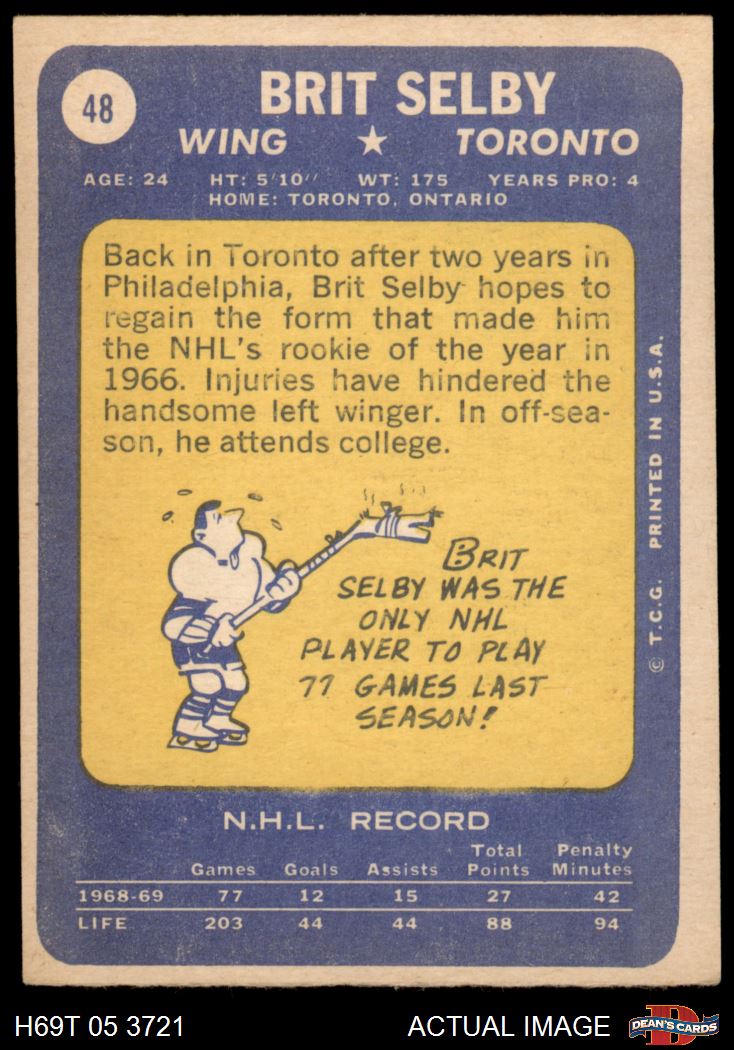 48
BRIT SELBY
WING ★ TORONTO
AGE: 24 HT: 5'10'' WT: 175 YEARS PRO: 4
HOME: TORONTO, ONTARIO
Back in Toronto after two years in
Philadelphia, Brit Selby hopes to
regain the form that made him
the NHL's rookie of the year in
1966. Injuries have hindered the
handsome left winger. In off-sea-
son, he attends college.
BRIT
SELBY WAS THE
ONLY NHL
PLAYER TO PLAY
77 GAMES LAST
SEASON!
© T.C.G. PRINTED IN U.S.A.
N.H.L. RECORD
Games Goals Assists Total Points Penalty Minutes
1968-69 77 12 15 27 42
LIFE 203 44 44 88 94
H69T 05 3721 ACTUAL IMAGE
D
DEAN'S CARDS